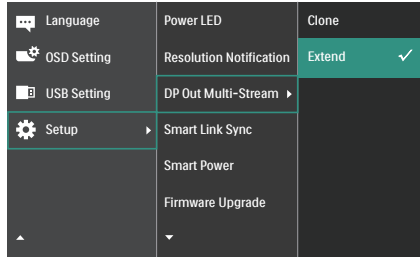 Language
OSD Setting
USB Setting
Setup
Power LED
Resolution Notification
DP Out Multi-Stream
Smart Link Sync
Smart Power
Firmware Upgrade
Clone
Extend